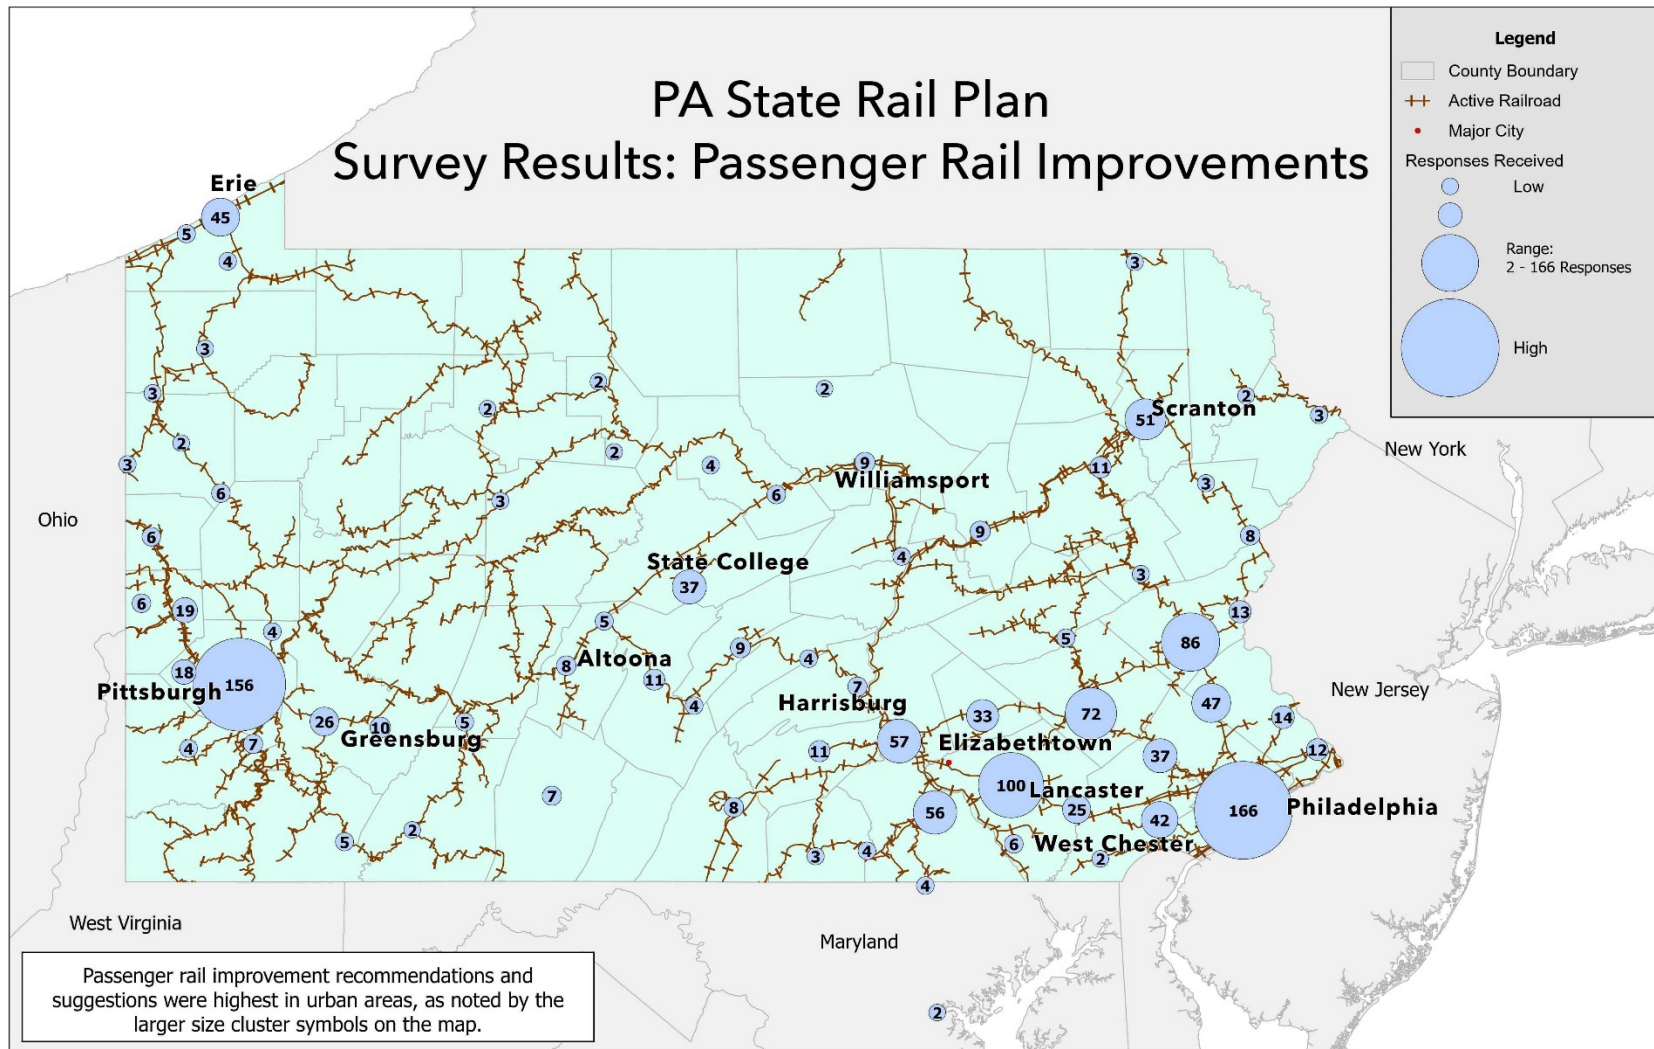 PA State Rail Plan
Survey Results: Passenger Rail Improvements
Legend
County Boundary
Active Railroad
Major City
Responses Received
Low
Range:
2 - 166 Responses
High
Erie
45
5
4
3
3
3
2
3
6
2
2
2
2
2
3
Scranton
51
New York
3
2
4
9
Williamsport
6
11
3
Ohio
3
6
9
8
4
State College
37
3
6
19
4
5
13
5
86
9
8
Altoona
4
11
18
Pittsburgh
156
7
Harrisburg
4
New Jersey
47
26
10
Greensburg
5
33
72
14
4
7
57
Elizabethtown
11
37
12
7
8
100
Lancaster
25
56
42
166
Philadelphia
5
2
3
4
6
West Chester
2
4
West Virginia
Maryland
2
Passenger rail improvement recommendations and
suggestions were highest in urban areas, as noted by the
larger size cluster symbols on the map.